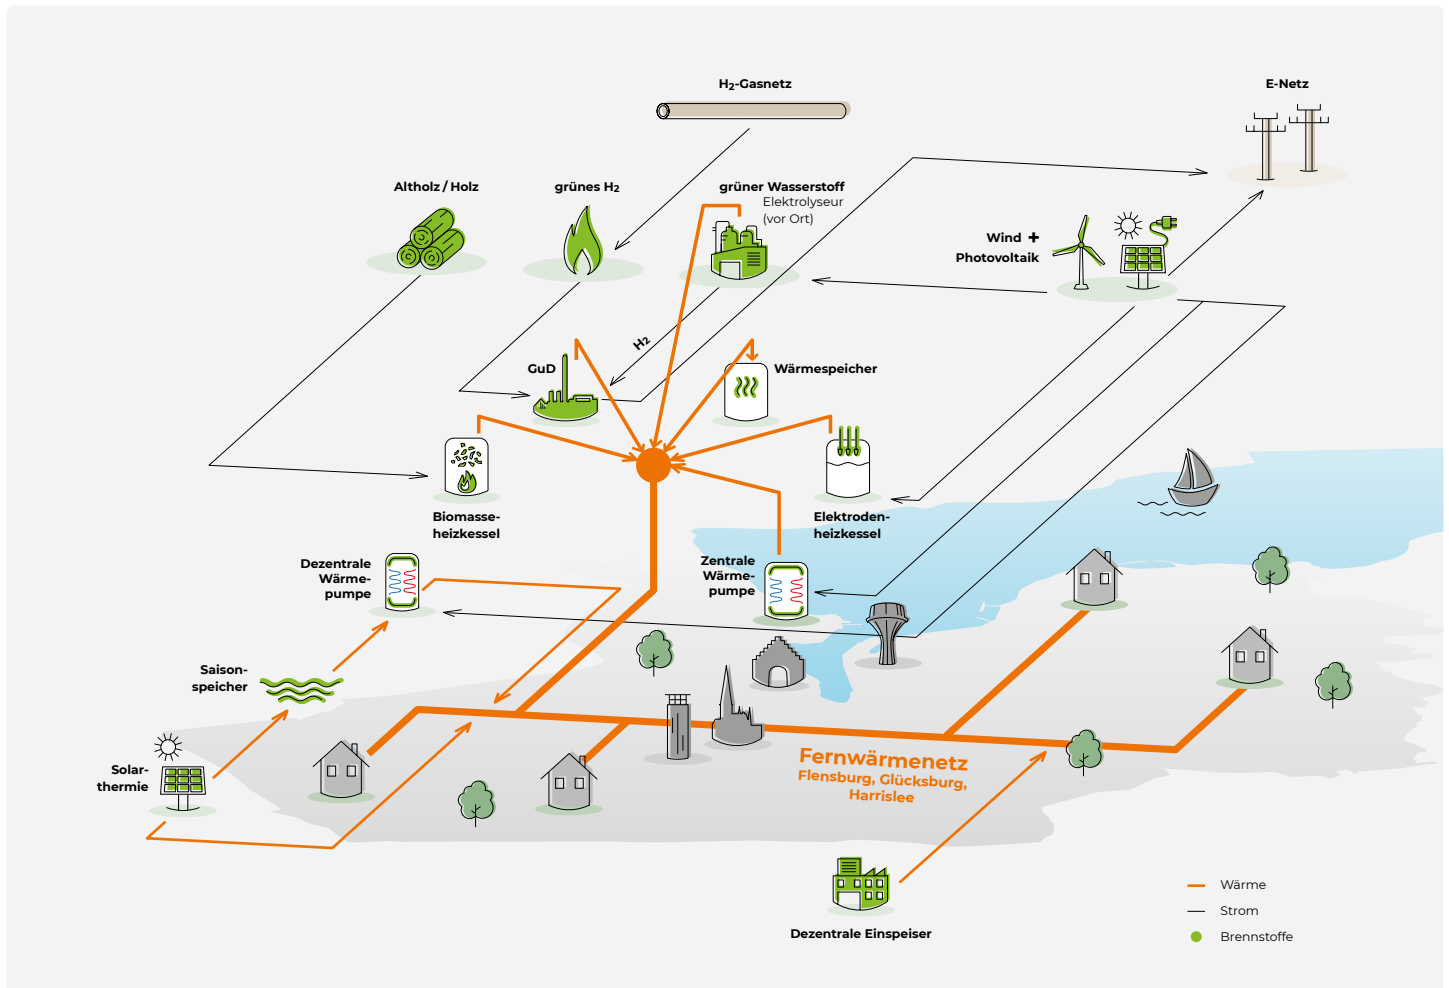 H2-Gasnetz
E-Netz
Altholz / Holz
grünes H2
grüner Wasserstoff
Elektrolyseur
(vor Ort)
Wind +
Photovoltaik
H2
GuD
Wärmespeicher
Biomasse-
heizkessel
Elektroden-
heizkessel
Dezentrale
Wärme-
pumpe
Zentrale
Wärme-
pumpe
Saison-
speicher
Solar-
thermie
Fernwärmenetz
Flensburg, Glücksburg,
Harrislee
Dezentrale Einspeiser
Wärme
Strom
Brennstoffe